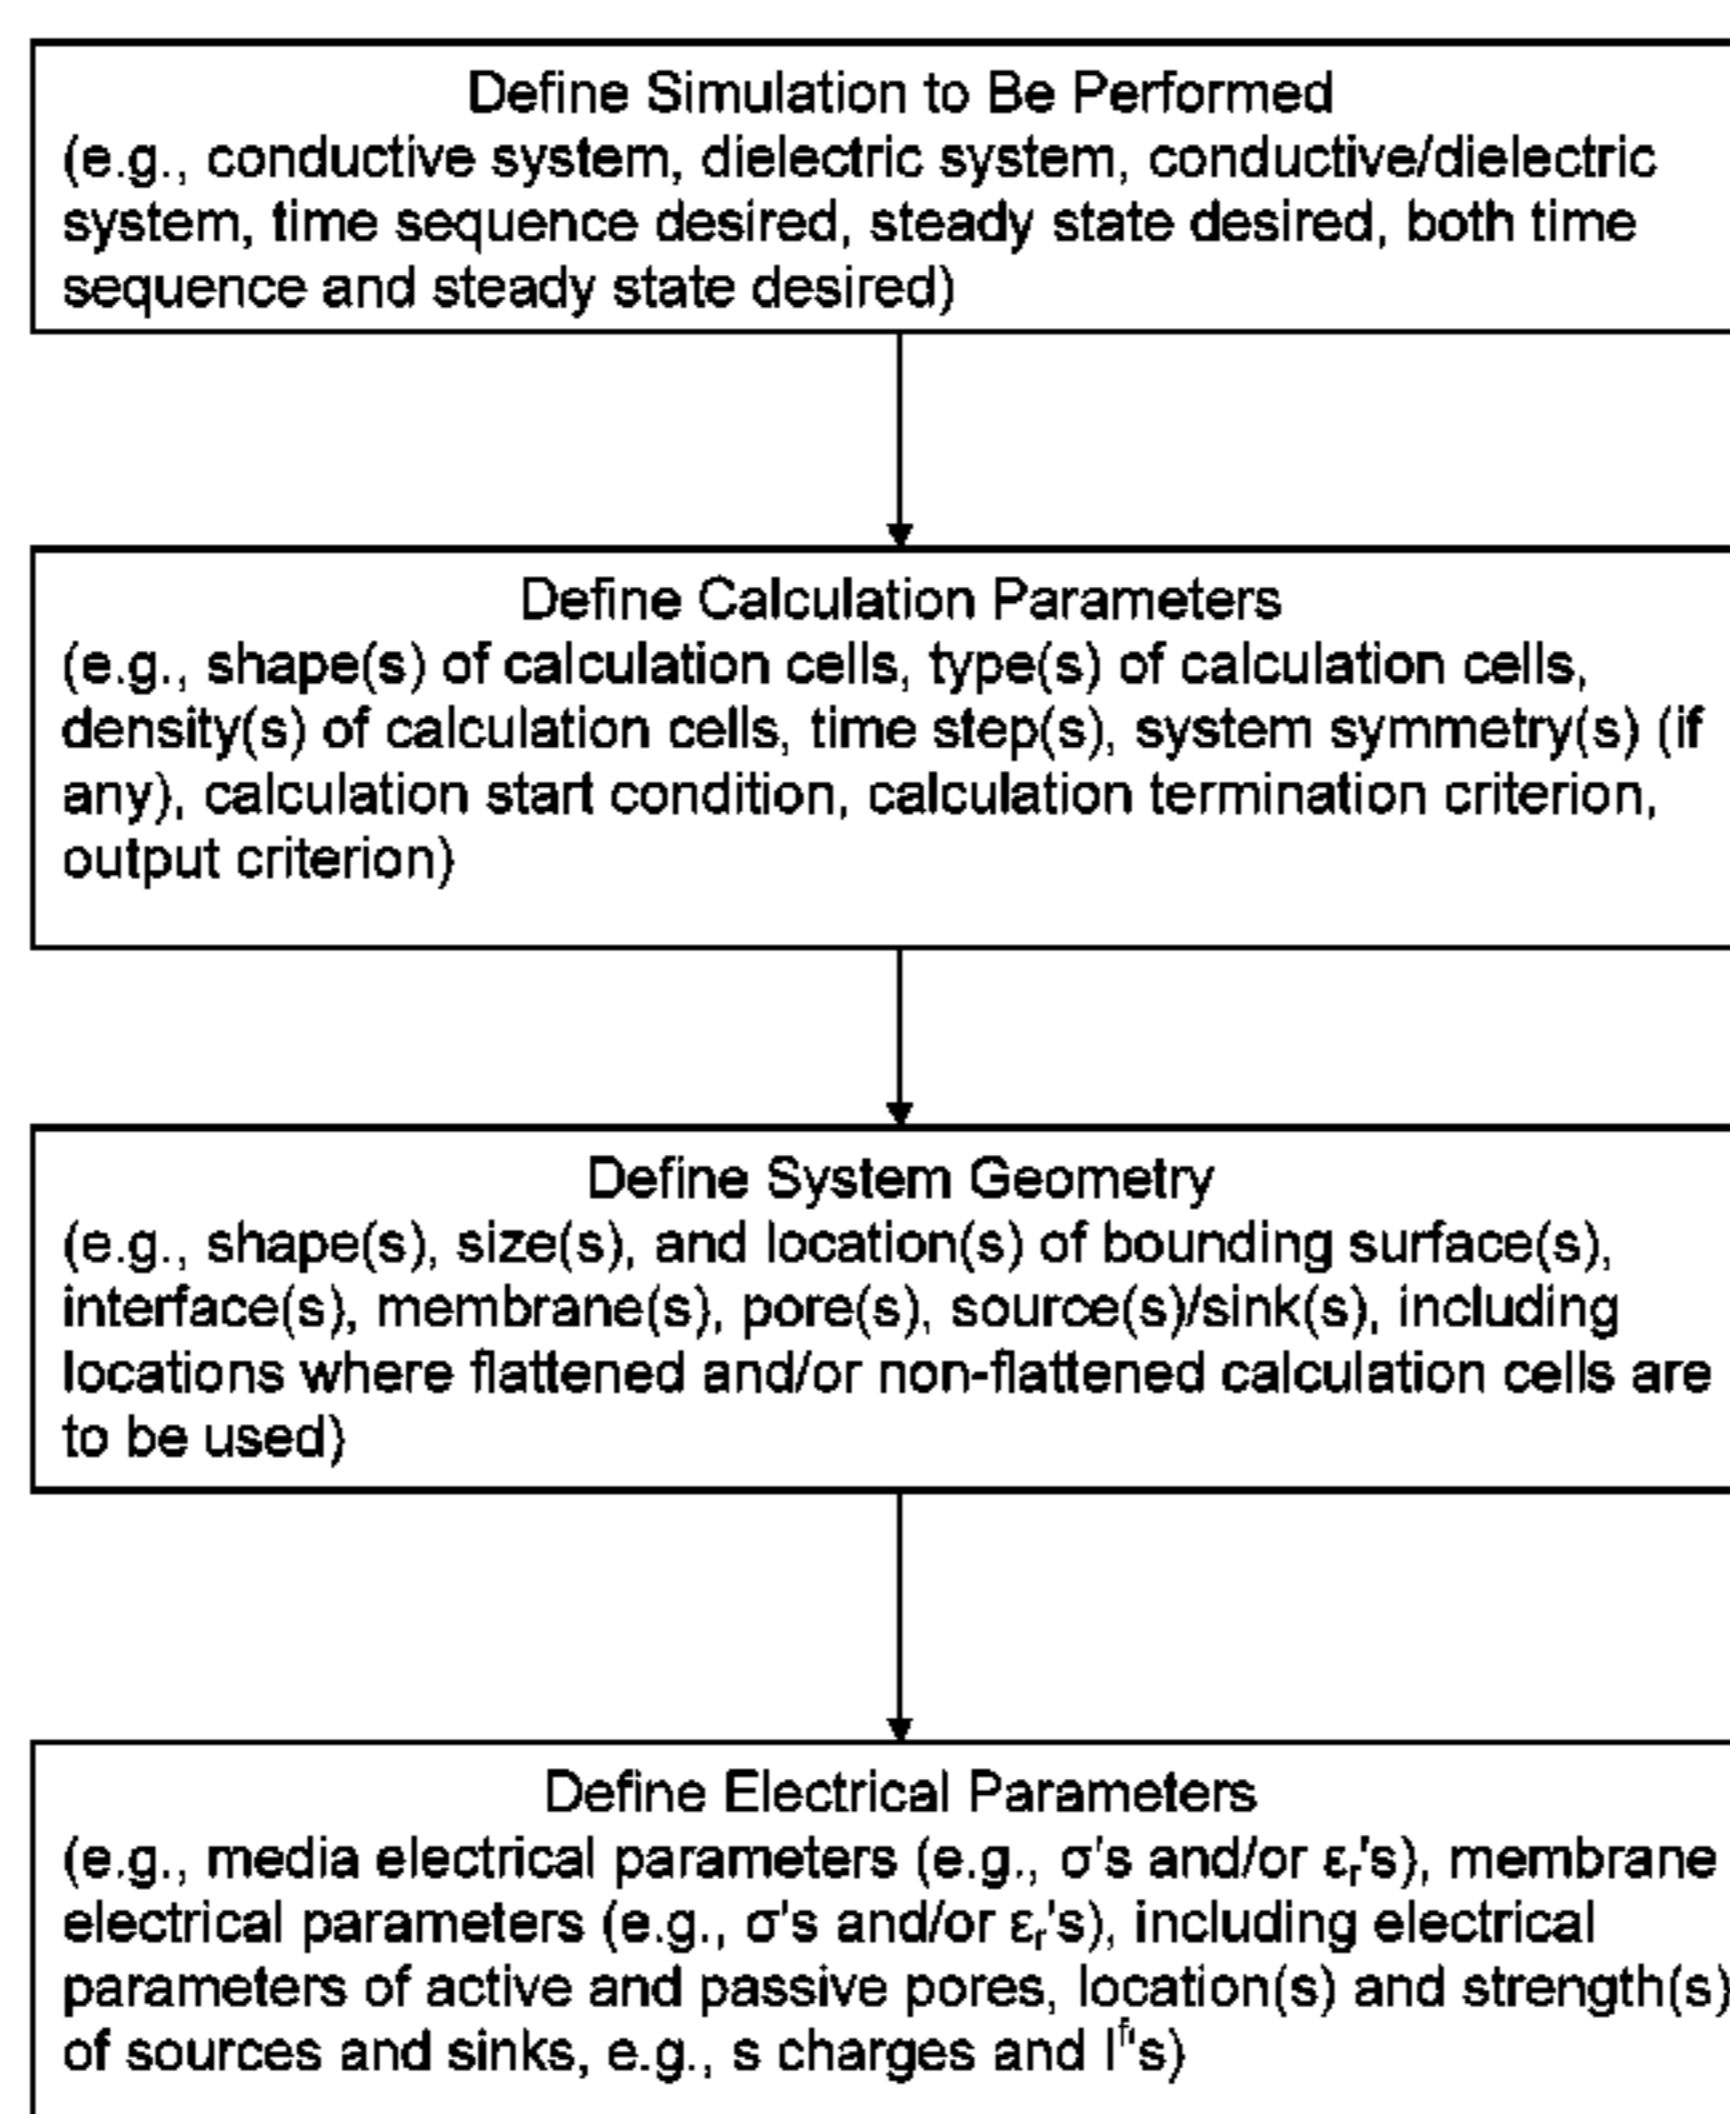 Define Simulation to Be Performed
(e.g., conductive system, dielectric system, conductive/dielectric
system, time sequence desired, steady state desired, both time
sequence and steady state desired)
Define Calculation Parameters
(e.g., shape(s) of calculation cells, type(s) of calculation cells,
density(s) of calculation cells, time step(s), system symmetry(s) (if
any), calculation start condition, calculation termination criterion,
output criterion)
Define System Geometry
(e.g., shape(s), size(s), and location(s) of bounding surface(s),
interface(s), membrane(s), pore(s), source(s)/sink(s), including
locations where flattened and/or non-flattened calculation cells are
to be used)
Define Electrical Parameters
(e.g., media electrical parameters (e.g., σ's and/or εᵣ's), membrane
electrical parameters (e.g., σ's and/or εᵣ's), including electrical
parameters of active and passive pores, location(s) and strength(s)
of sources and sinks, e.g., s charges and Iᶠ's)